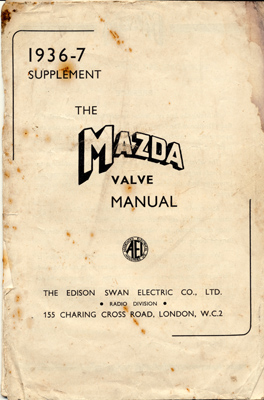 1936-7
SUPPLEMENT
THE
MAZDA
VALVE
MANUAL
AEI
THE EDISON SWAN ELECTRIC CO., LTD.
• RADIO DIVISION •
155 CHARING CROSS ROAD, LONDON, W.C.2